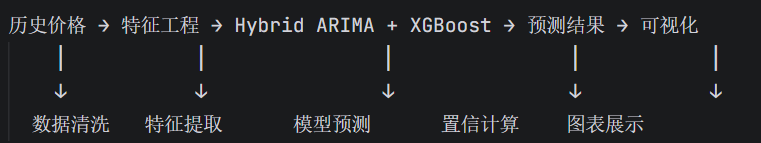 历史价格 → 特征工程 → Hybrid ARIMA + XGBoost → 预测结果 → 可视化
数据清洗 特征提取 模型预测 置信计算 图表展示